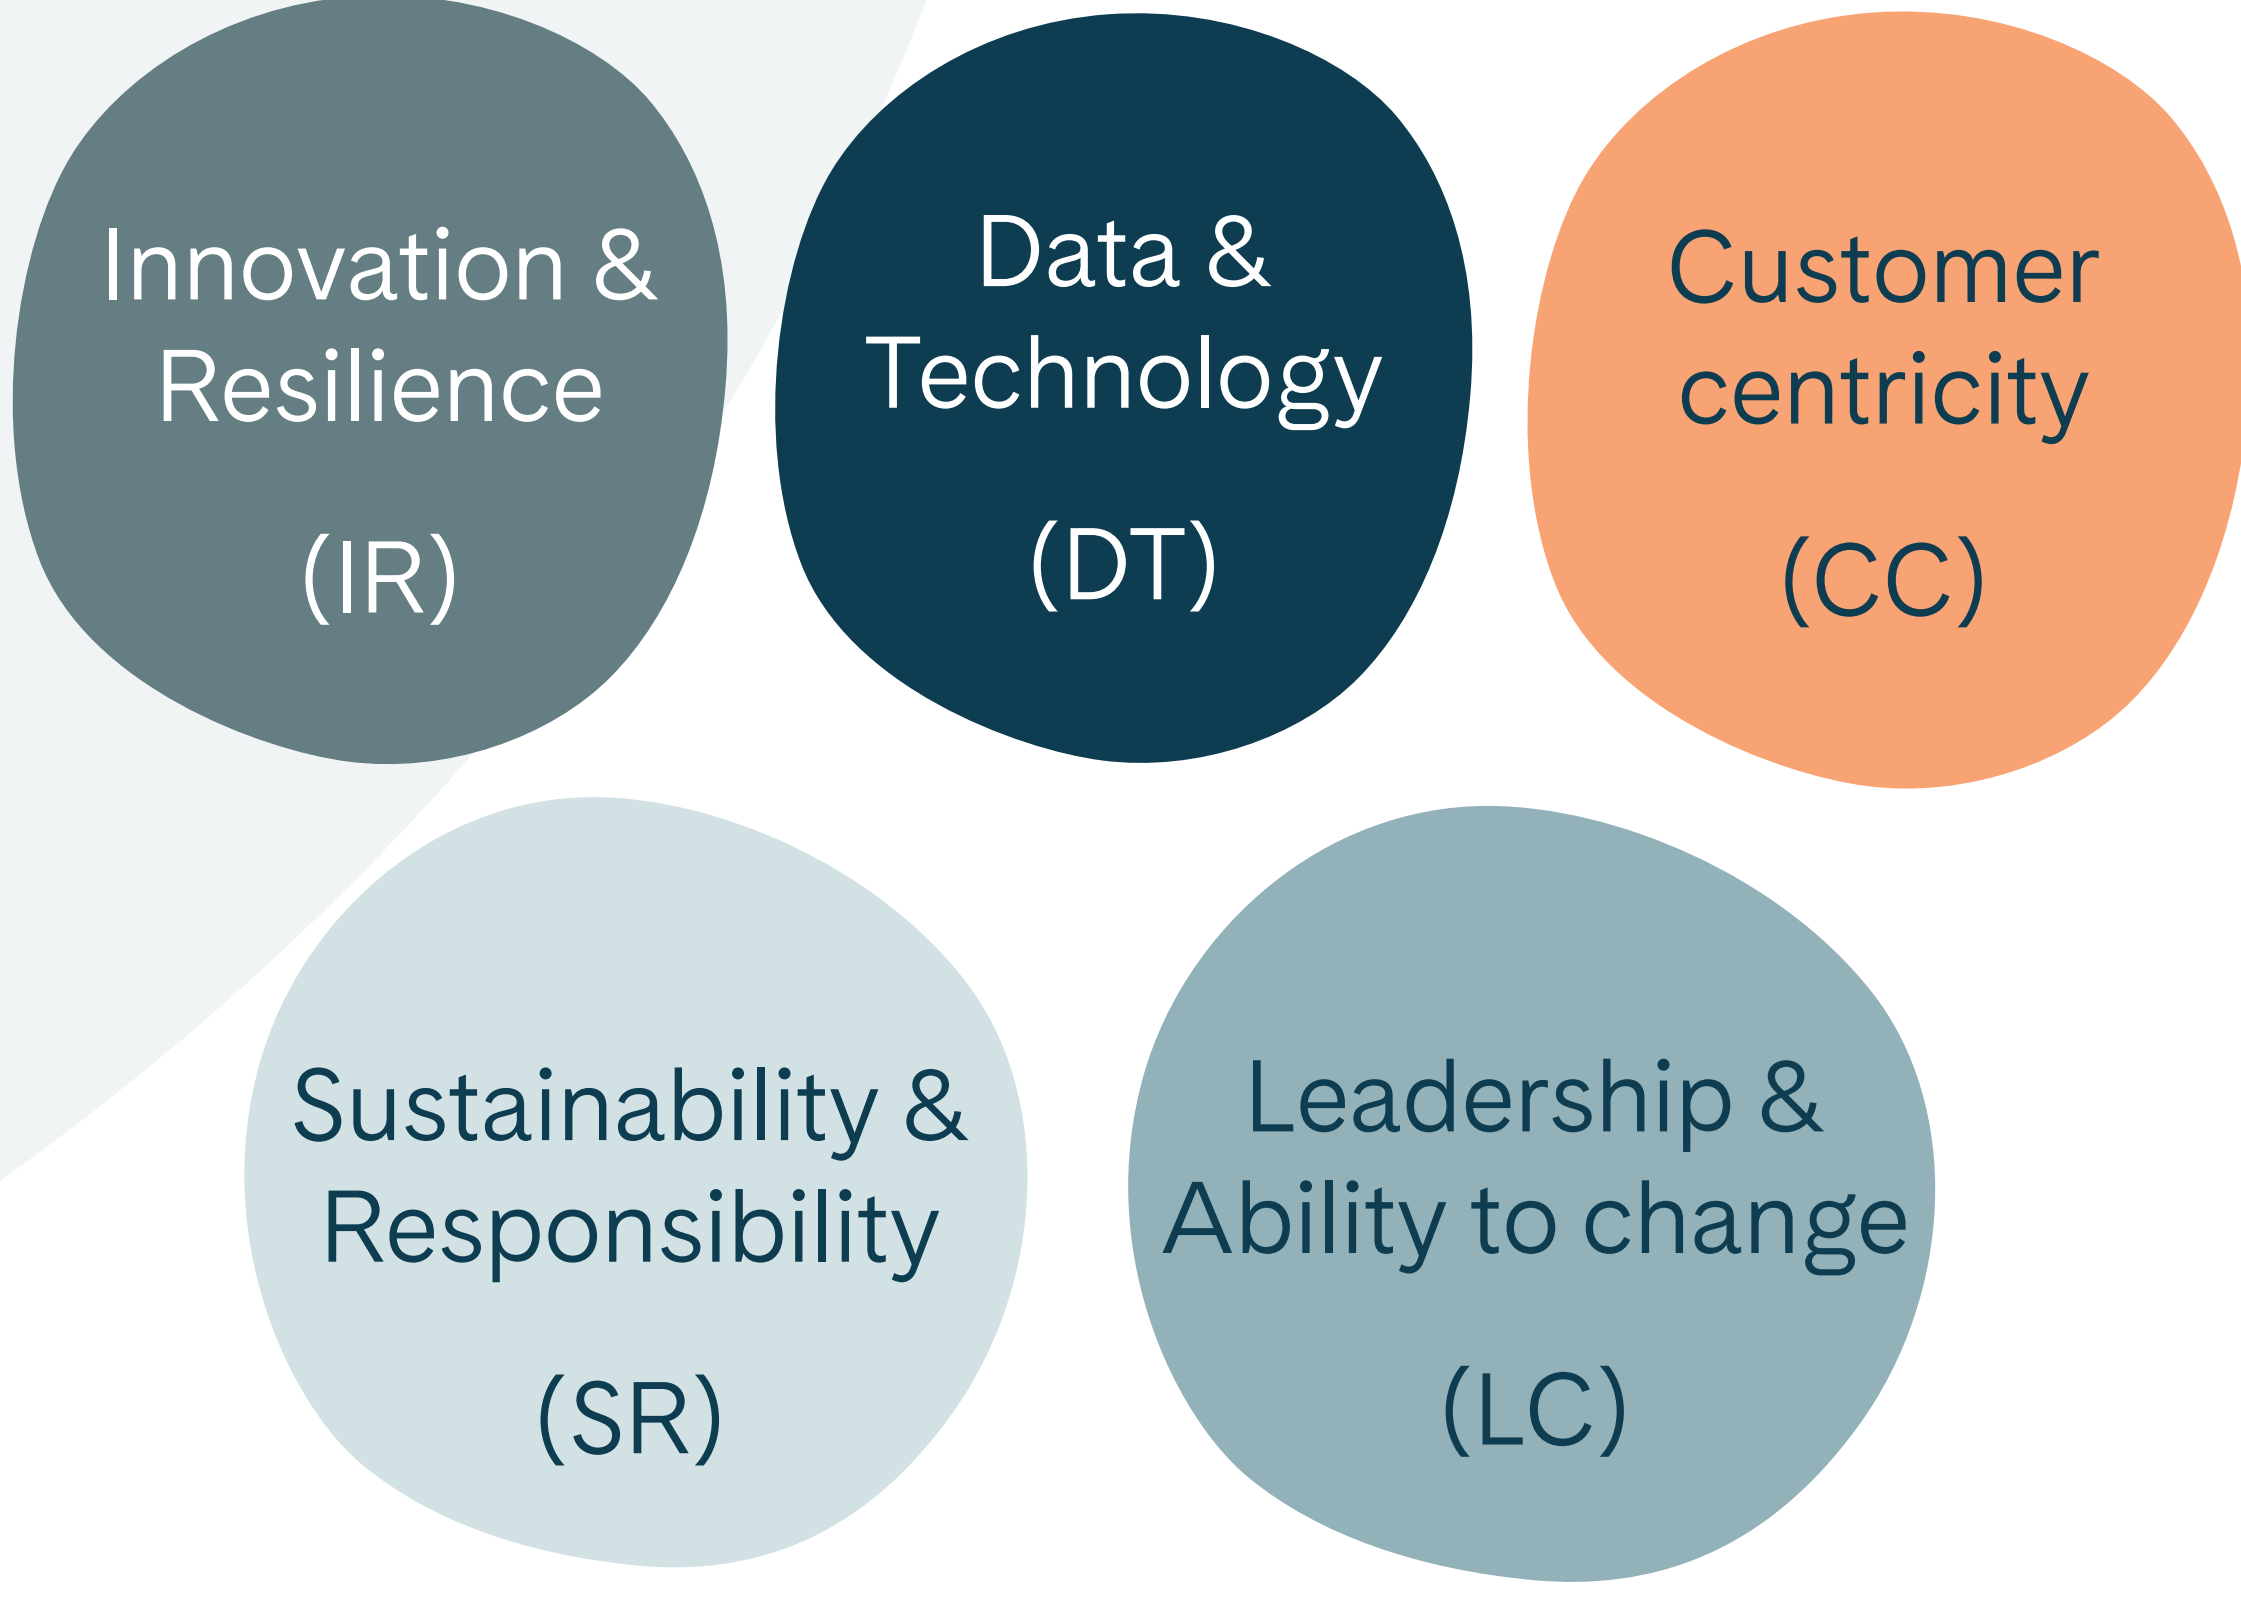 Innovation &
Resilience
(IR)
Data &
Technology
(DT)
Customer
centricity
(CC)
Sustainability &
Responsibility
(SR)
Leadership &
Ability to change
(LC)